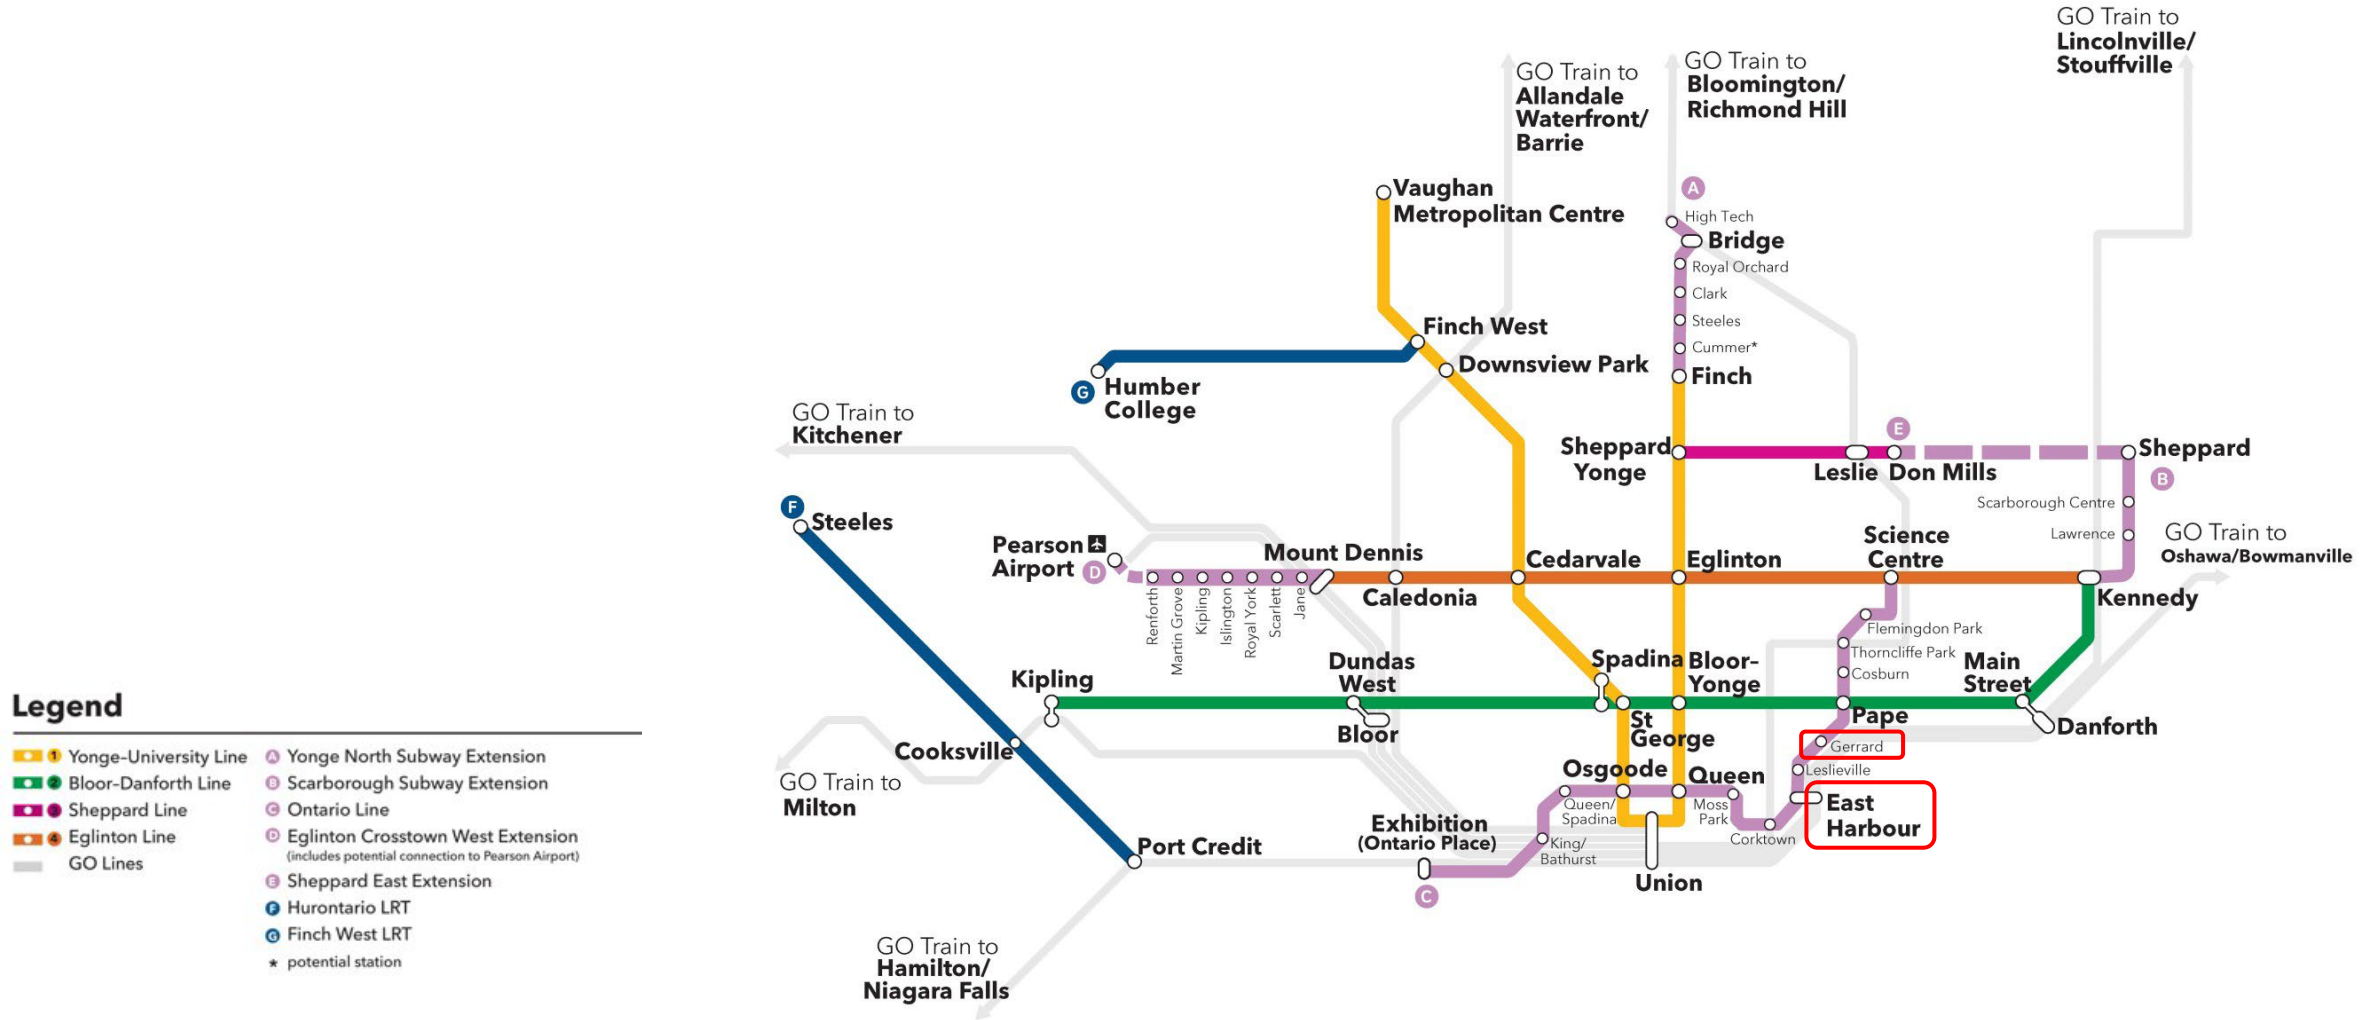 GO Train to
Lincolnville/
Stouffville
GO Train to
Allandale
Waterfront/
Barrie
GO Train to
Bloomington/
Richmond Hill
A
High Tech
Bridge
Royal Orchard
Clark
Steeles
Cummer*
Finch
Vaughan
Metropolitan Centre
Finch West
Downsview Park
G
Humber
College
GO Train to
Kitchener
Sheppard
Yonge
Leslie
E
Don Mills
Sheppard
B
Scarborough Centre
Lawrence
GO Train to
Oshawa/Bowmanville
F
Steeles
Pearson
Airport
D
Renforth
Martin Grove
Kipling
Islington
Royal York
Scarlett
Jane
Mount Dennis
Caledonia
Cedarvale
Eglinton
Science
Centre
Kennedy
Flemingdon Park
Thorncliffe Park
Cosburn
Kipling
Dundas
West
Bloor
Spadina
St
George
Bloor-
Yonge
Pape
Main
Street
Danforth
Gerrard
Leslieville
East
Harbour
Cooksville
GO Train to
Milton
Port Credit
Exhibition
(Ontario Place)
C
King/
Bathurst
Queen/
Spadina
Osgoode
Queen
Moss
Park
Corktown
Union
GO Train to
Hamilton/
Niagara Falls
Legend
1 Yonge-University Line
2 Bloor-Danforth Line
3 Sheppard Line
4 Eglinton Line
GO Lines
A Yonge North Subway Extension
B Scarborough Subway Extension
C Ontario Line
D Eglinton Crosstown West Extension
(includes potential connection to Pearson Airport)
E Sheppard East Extension
F Hurontario LRT
G Finch West LRT
* potential station